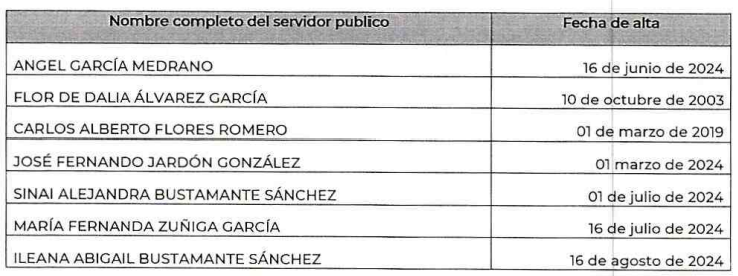 Nombre completo del servidor publico Fecha de alta
ANGEL GARCÍA MEDRANO 16 de junio de 2024
FLOR DE DALIA ÁLVAREZ GARCÍA 10 de octubre de 2003
CARLOS ALBERTO FLORES ROMERO 01 de marzo de 2019
JOSÉ FERNANDO JARDÓN GONZÁLEZ 01 marzo de 2024
SINAI ALEJANDRA BUSTAMANTE SÁNCHEZ 01 de julio de 2024
MARÍA FERNANDA ZUÑIGA GARCÍA 16 de julio de 2024
ILEANA ABIGAIL BUSTAMANTE SÁNCHEZ 16 de agosto de 2024